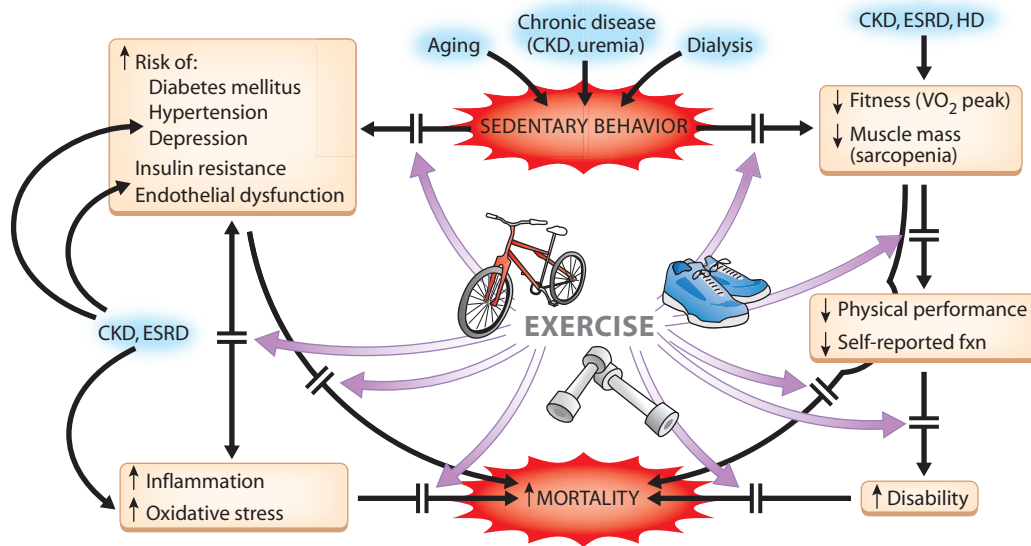 Aging
Chronic disease
(CKD, uremia)
Dialysis
CKD, ESRD, HD
↑ Risk of:
Diabetes mellitus
Hypertension
Depression
Insulin resistance
Endothelial dysfunction
SEDENTARY BEHAVIOR
↓ Fitness (VO₂ peak)
↓ Muscle mass
(sarcopenia)
CKD, ESRD
EXERCISE
↓ Physical performance
↓ Self-reported fxn
↑ Inflammation
↑ Oxidative stress
↑ MORTALITY
↑ Disability